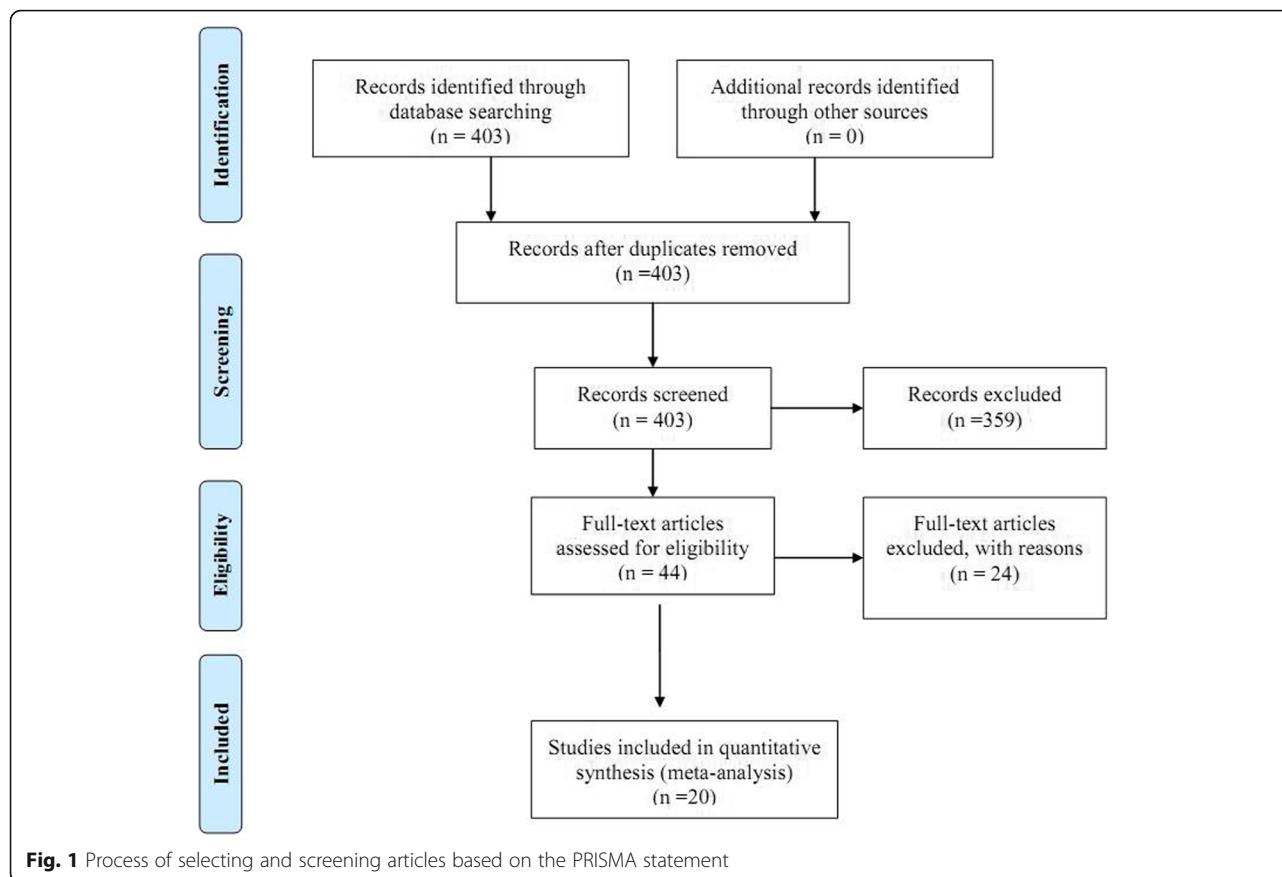 Identification
Records identified through
database searching
(n = 403)
Additional records identified
through other sources
(n = 0)
Records after duplicates removed
(n =403)
Screening
Records screened
(n = 403)
Records excluded
(n =359)
Eligibility
Full-text articles
assessed for eligibility
(n = 44)
Full-text articles
excluded, with reasons
(n = 24)
Included
Studies included in quantitative
synthesis (meta-analysis)
(n =20)
Fig. 1 Process of selecting and screening articles based on the PRISMA statement